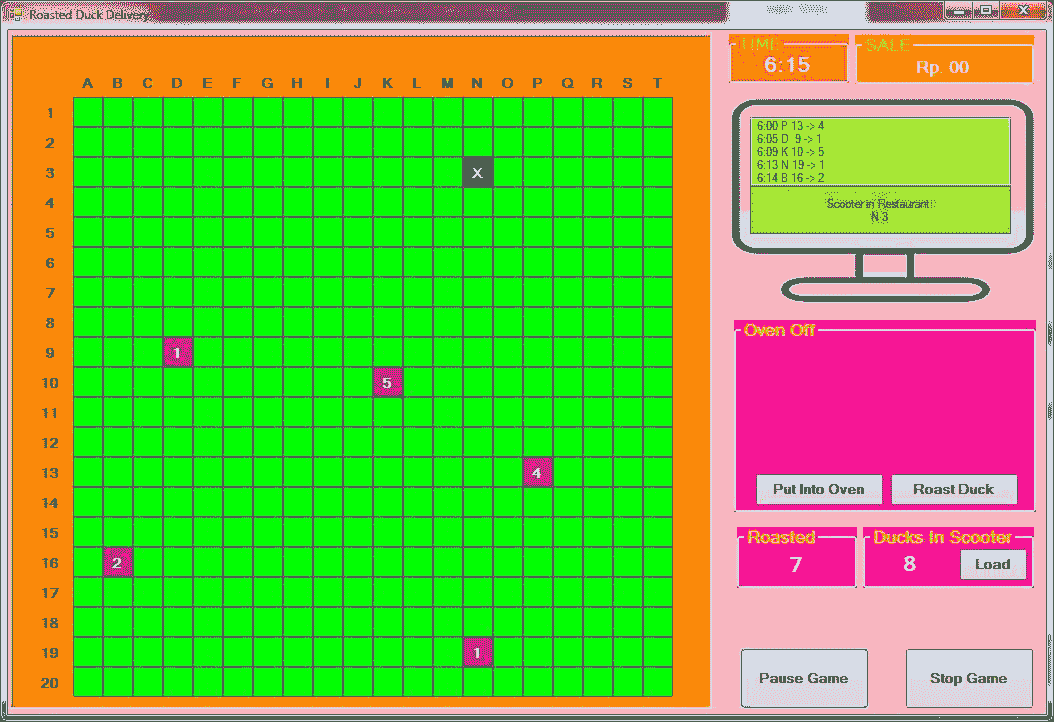 Roasted Duck Delivery
TIME
6:15
SALE
Rp. 00
A B C D E F G H I J K L M N O P Q R S T
1
2
3 X
4
5
6
7
8
9 1
10 5
11
12
13 4
14
15
16 2
17
18
19 1
20
6:00 P 13 -> 4
6:05 D 9 -> 1
6:09 K 10 -> 5
6:13 N 19 -> 1
6:14 B 16 -> 2
Scooter in Restaurant
N 3
Oven Off
Put Into Oven Roast Duck
Roasted
7
Ducks In Scooter
8 Load
Pause Game Stop Game